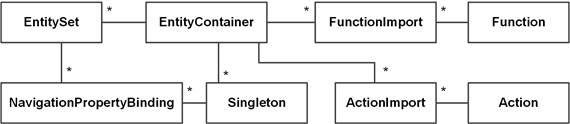 EntitySet * EntityContainer * FunctionImport * Function
* * *
NavigationPropertyBinding * Singleton ActionImport * Action